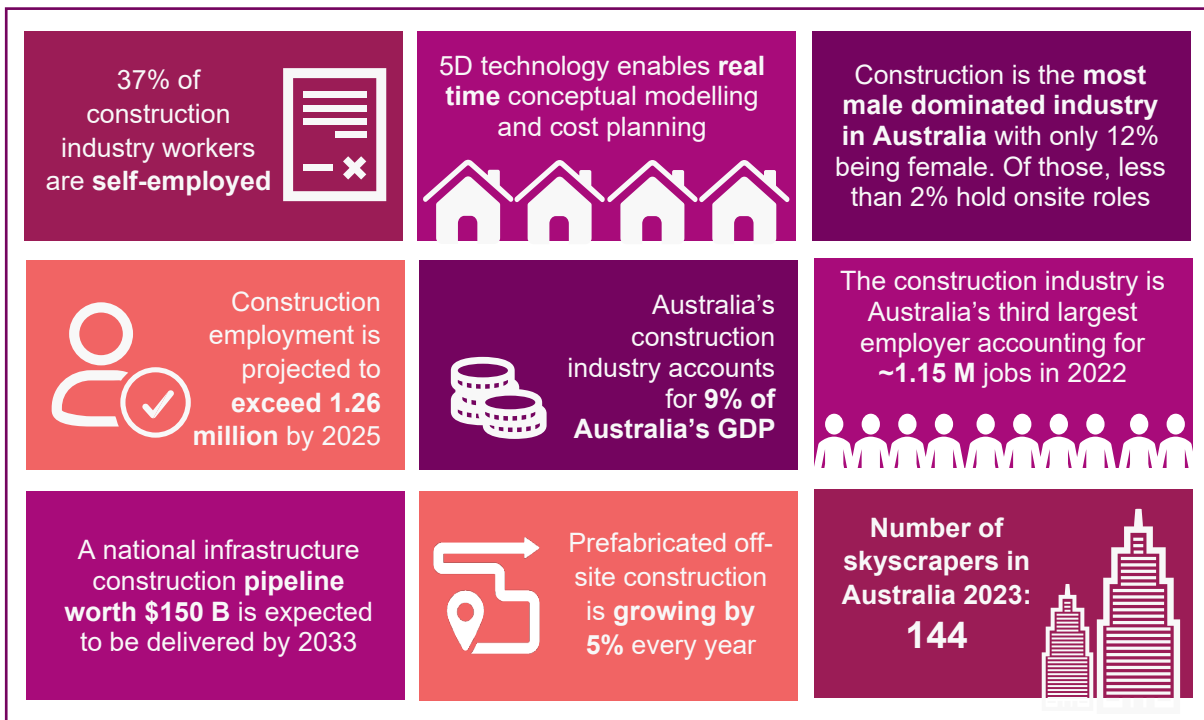 37% of
construction
industry workers
are self-employed
5D technology enables real
time conceptual modelling
and cost planning
Construction is the most
male dominated industry
in Australia with only 12%
being female. Of those, less
than 2% hold onsite roles
Construction
employment is
projected to
exceed 1.26
million by 2025
Australia’s
construction
industry accounts
for 9% of
Australia’s GDP
The construction industry is
Australia’s third largest
employer accounting for
~1.15 M jobs in 2022
A national infrastructure
construction pipeline
worth $150 B is expected
to be delivered by 2033
Prefabricated off-
site construction
is growing by
5% every year
Number of
skyscrapers in
Australia 2023:
144